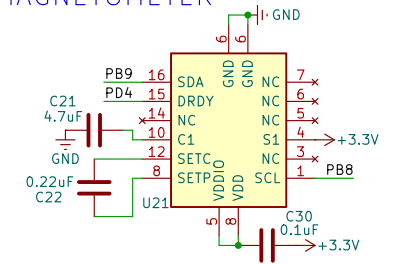 MAGNETOMETER
GND
6
6
PB9 16 SDA GND GND NC 7
PD4 15 DRDY NC 6
14 NC NC 5
C21
4.7uF
10 C1 S1 4 +3.3V
GND
12 SETC NC 3
8 SETP VDDIO VDD SCL 1 PB8
0.22uF
C22
U21
5
8
C30
0.1uF
+3.3V